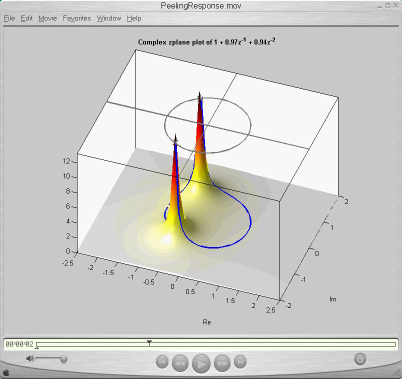 PeelingResponse.mov
File Edit Movie Favorites Window Help
Complex zplane plot of 1 + 0.97z-1 + 0.94z-2
12
10
8
6
4
2
0
-2.5 -2 -1.5 -1 -0.5 0 0.5 1 1.5 2 2.5
-2 -1 0 1 2
Re
Im
00:00:02